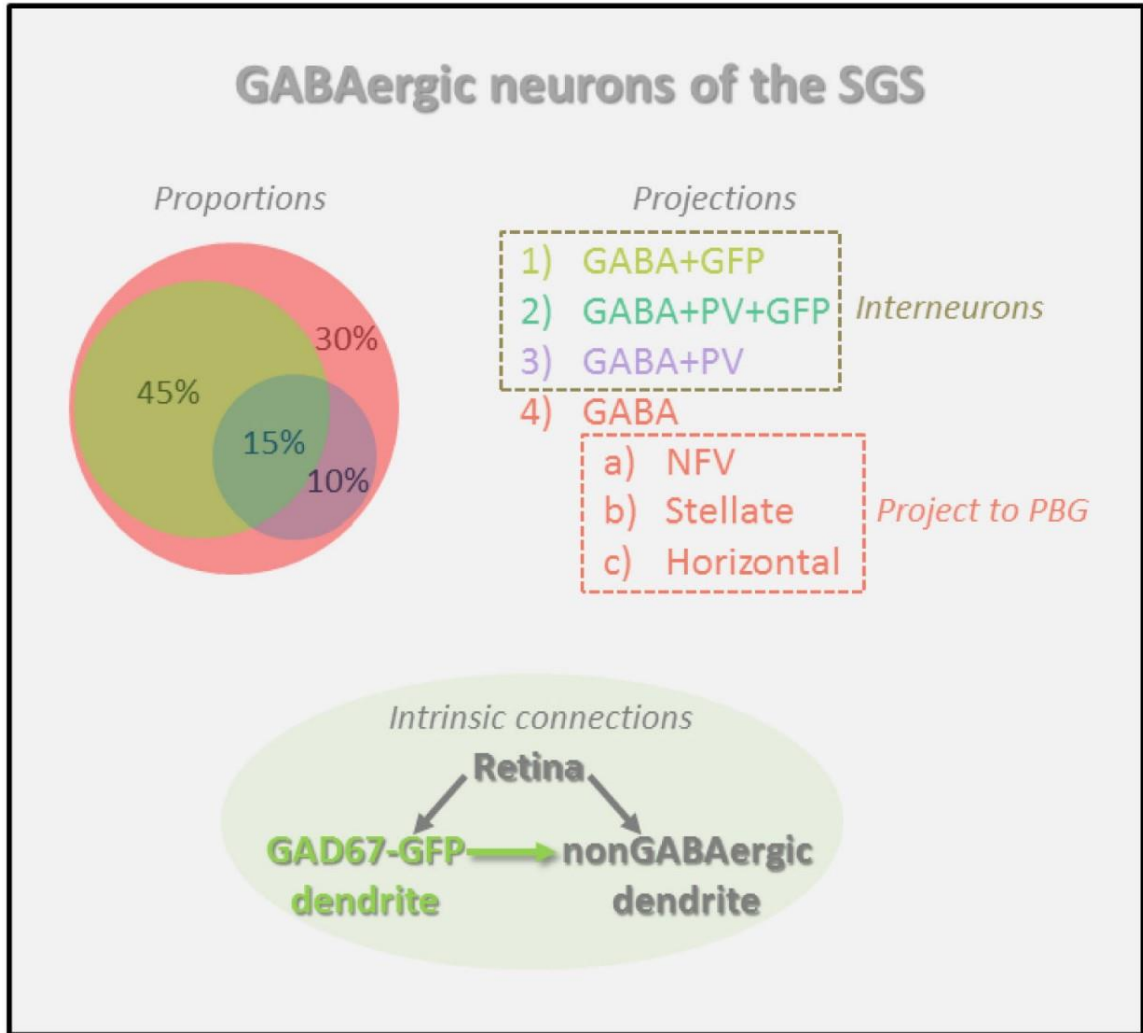 GABAergic neurons of the SGS
Proportions
30%
45%
15%
10%
Projections
1) GABA+GFP
2) GABA+PV+GFP
3) GABA+PV
Interneurons
4) GABA
a) NFV
b) Stellate
c) Horizontal
Project to PBG
Intrinsic connections
Retina
GAD67-GFP
dendrite
nonGABAergic
dendrite